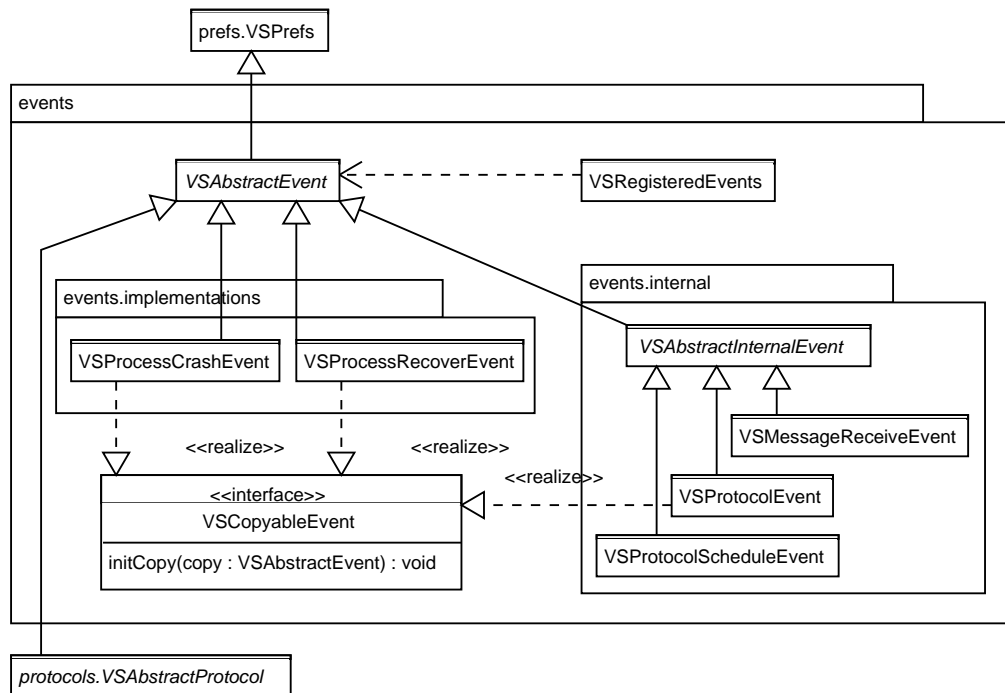 prefs.VSPrefs
events
VSAbstractEvent
VSRegisteredEvents
events.implementations
events.internal
VSProcessCrashEvent
VSProcessRecoverEvent
VSAbstractInternalEvent
VSMessageReceiveEvent
<<realize>>
<<realize>>
<<realize>>
<<interface>>
VSCopyableEvent
VSProtocolEvent
initCopy(copy : VSAbstractEvent) : void
VSProtocolScheduleEvent
protocols.VSAbstractProtocol